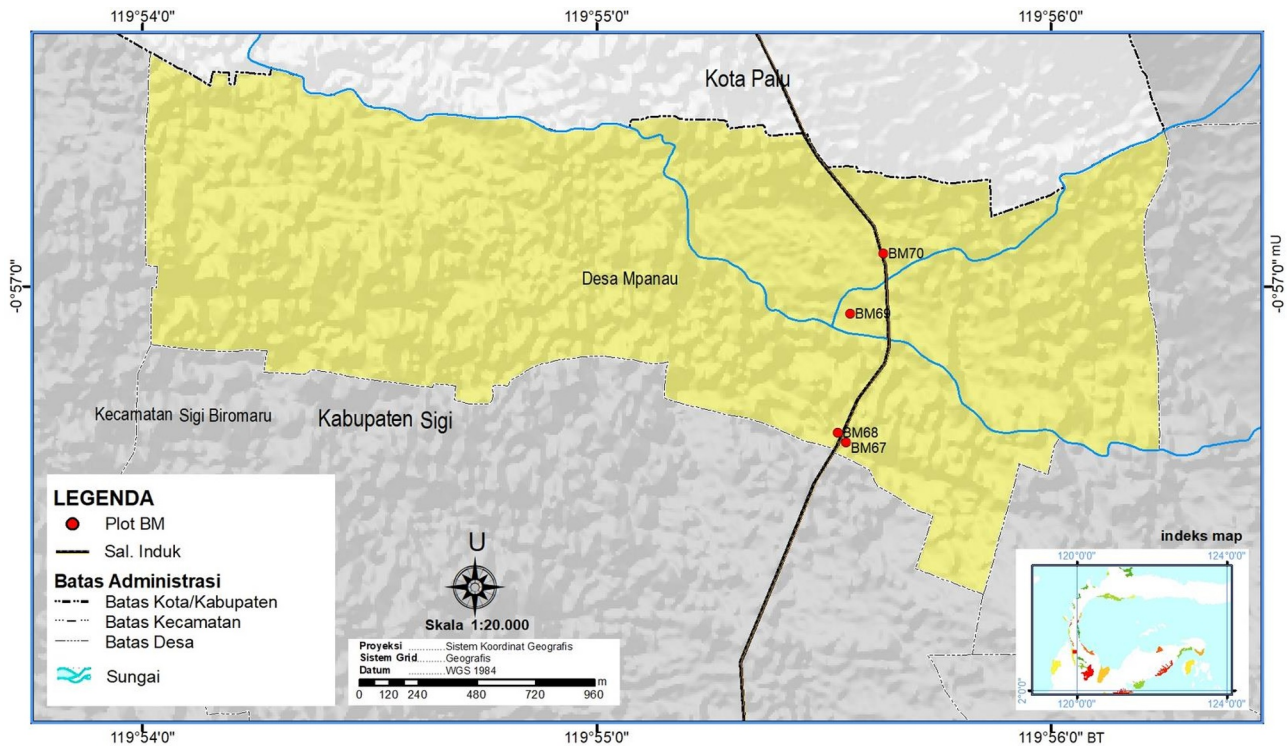 119°54'0"
119°55'0"
119°56'0"
Kota Palu
-0°57'0"
-0°57'0" mU
BM70
Desa Mpanau
BM69
Kecamatan Sigi Biromaru
Kabupaten Sigi
BM68
BM67
LEGENDA
Plot BM
Sal. Induk
Batas Administrasi
Batas Kota/Kabupaten
Batas Kecamatan
Batas Desa
Sungai
U
Skala 1:20.000
Proyeksi ............ Sistem Koordinat Geografis
Sistem Grid ........ Geografis
Datum ............... WGS 1984
m
0 120 240 480 720 960
indeks map
120°0'0" 124°0'0"
2°0'0"
120°0'0" 124°0'0"
119°54'0"
119°55'0"
119°56'0" BT